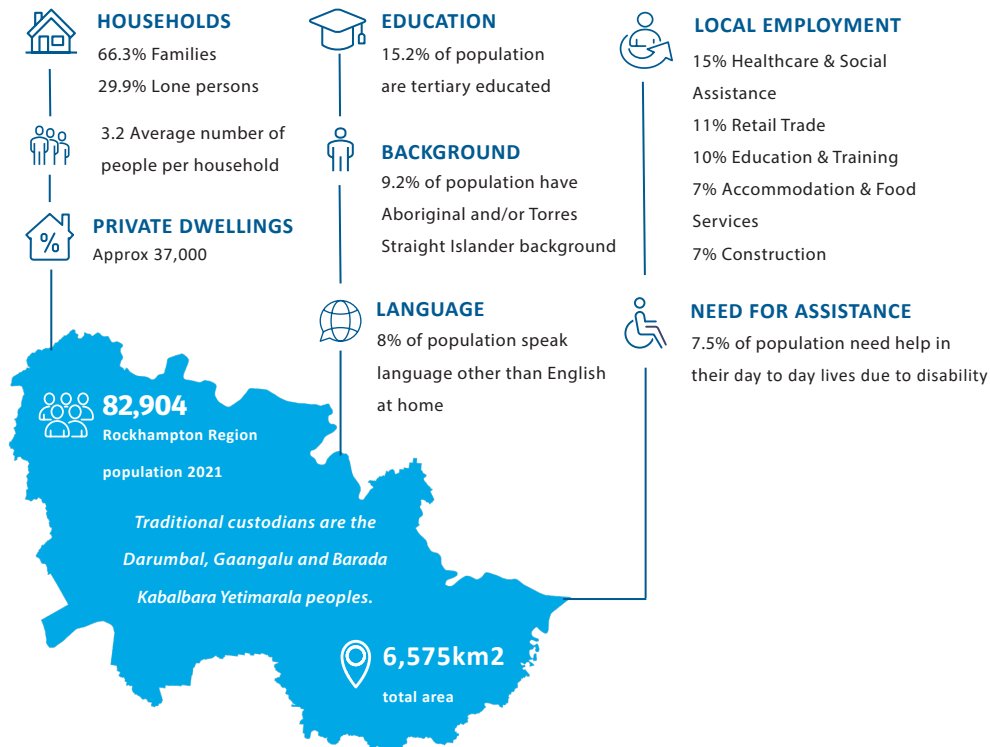 HOUSEHOLDS
66.3% Families
29.9% Lone persons
3.2 Average number of
people per household
PRIVATE DWELLINGS
%
Approx 37,000
EDUCATION
15.2% of population
are tertiary educated
BACKGROUND
9.2% of population have
Aboriginal and/or Torres
Straight Islander background
LANGUAGE
8% of population speak
language other than English
at home
LOCAL EMPLOYMENT
15% Healthcare & Social
Assistance
11% Retail Trade
10% Education & Training
7% Accommodation & Food
Services
7% Construction
NEED FOR ASSISTANCE
7.5% of population need help in
their day to day lives due to disability
82,904
Rockhampton Region
population 2021
Traditional custodians are the
Darumbal, Gaangalu and Barada
Kabalbara Yetimarala peoples.
6,575km2
total area